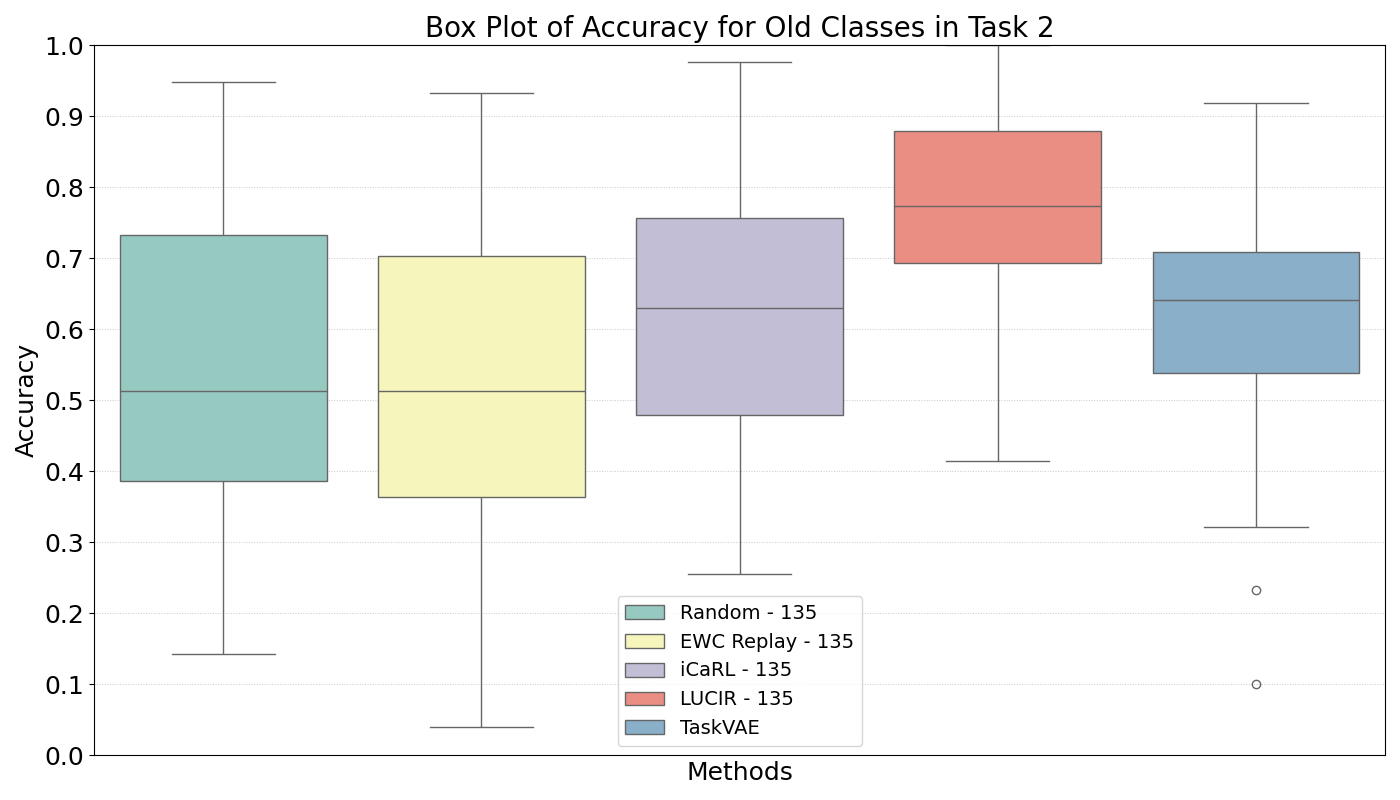 Box Plot of Accuracy for Old Classes in Task 2
1.0
0.9
0.8
0.7
0.6
0.5
0.4
0.3
0.2
0.1
0.0
Accuracy
Random - 135
EWC Replay - 135
iCaRL - 135
LUCIR - 135
TaskVAE
Methods